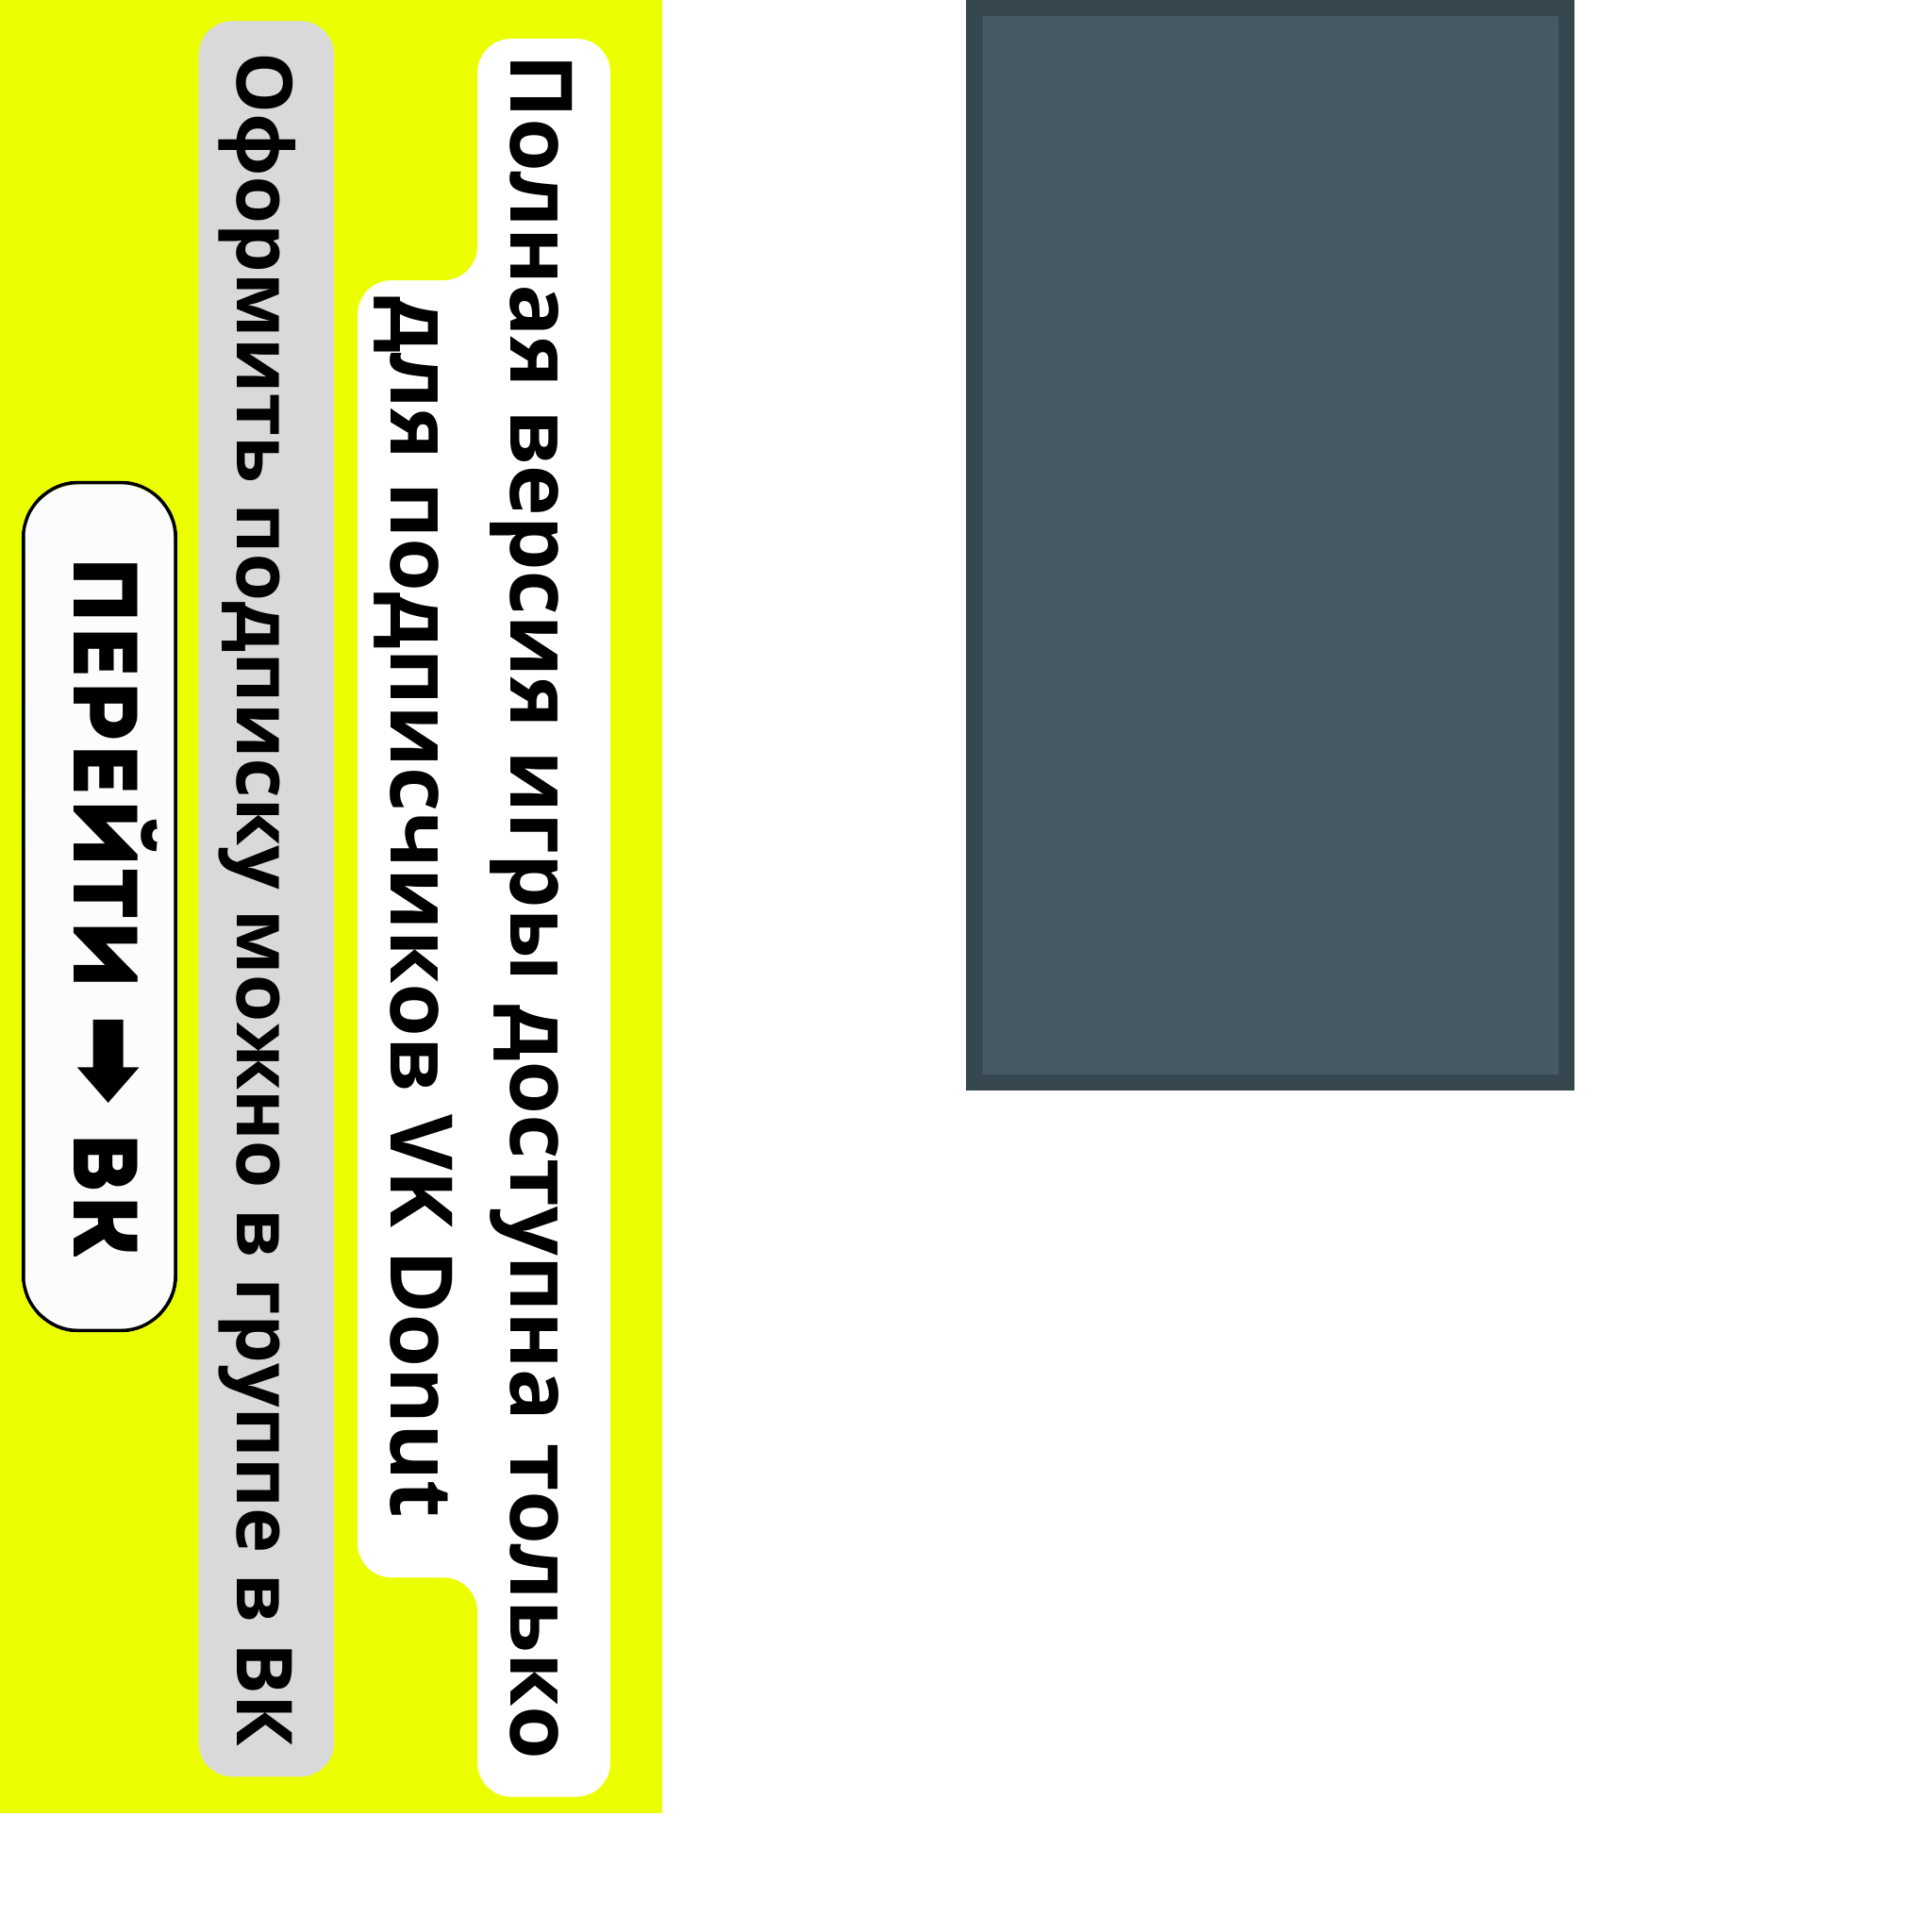 Полная версия игры доступна только
для подписчиков VK Donut
Оформить подписку можно в группе в ВК
ПЕРЕЙТИ ➡ ВК